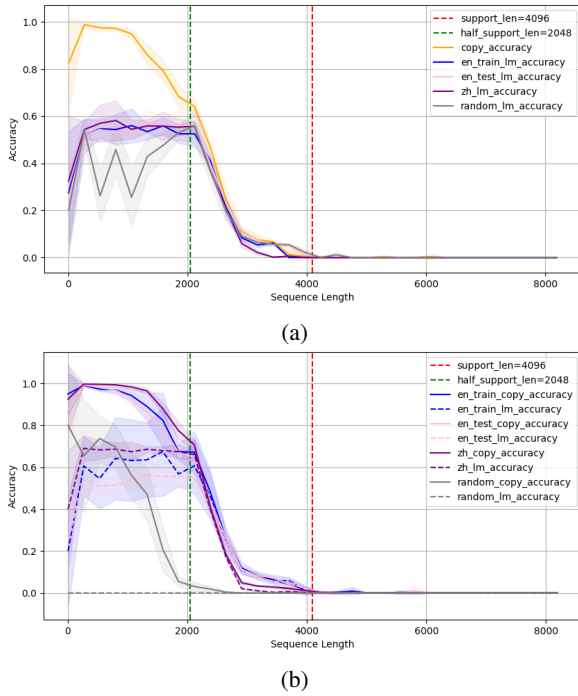 1.0
0.8
0.6
0.4
0.2
0.0
Accuracy
support_len=4096
half_support_len=2048
copy_accuracy
en_train_lm_accuracy
en_test_lm_accuracy
zh_lm_accuracy
random_lm_accuracy
0 2000 4000 6000 8000
Sequence Length
(a)
1.0
0.8
0.6
0.4
0.2
0.0
Accuracy
support_len=4096
half_support_len=2048
en_train_copy_accuracy
en_train_lm_accuracy
en_test_copy_accuracy
en_test_lm_accuracy
zh_copy_accuracy
zh_lm_accuracy
random_copy_accuracy
random_lm_accuracy
0 2000 4000 6000 8000
Sequence Length
(b)